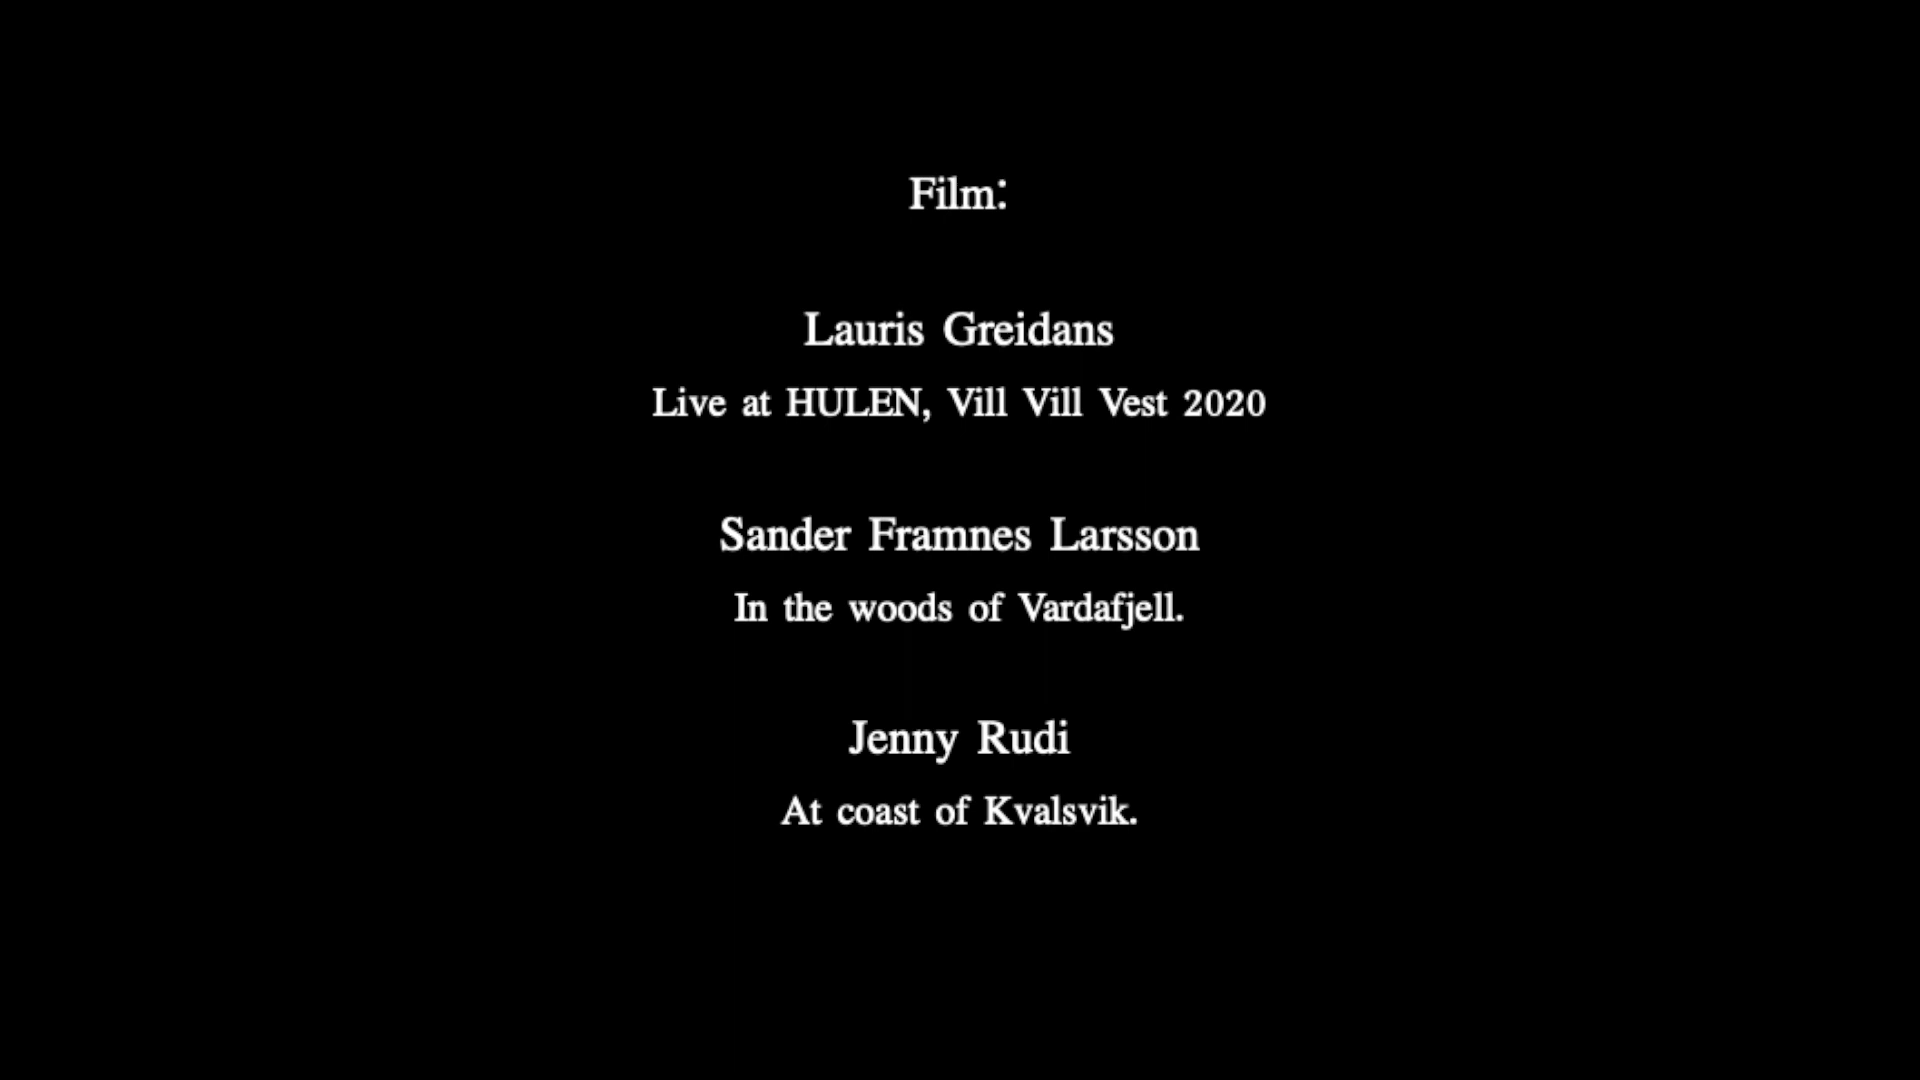 Film:
Lauris Greidans
Live at HULEN, Vill Vill Vest 2020
Sander Framnes Larsson
In the woods of Vardafjell.
Jenny Rudi
At coast of Kvalsvik.